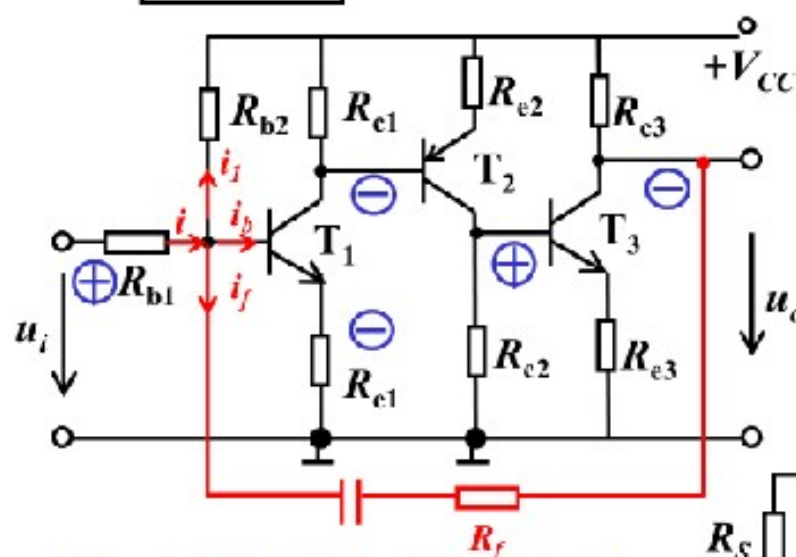 +VCC
Rb2 Rc1 Re2 Rc3
i1 ⊖ T2 ⊖
i ib T1 ⊕ T3
⊕ Rb1 if
ui ⊖ uo
Re1 Rc2 Re3
Rf RS